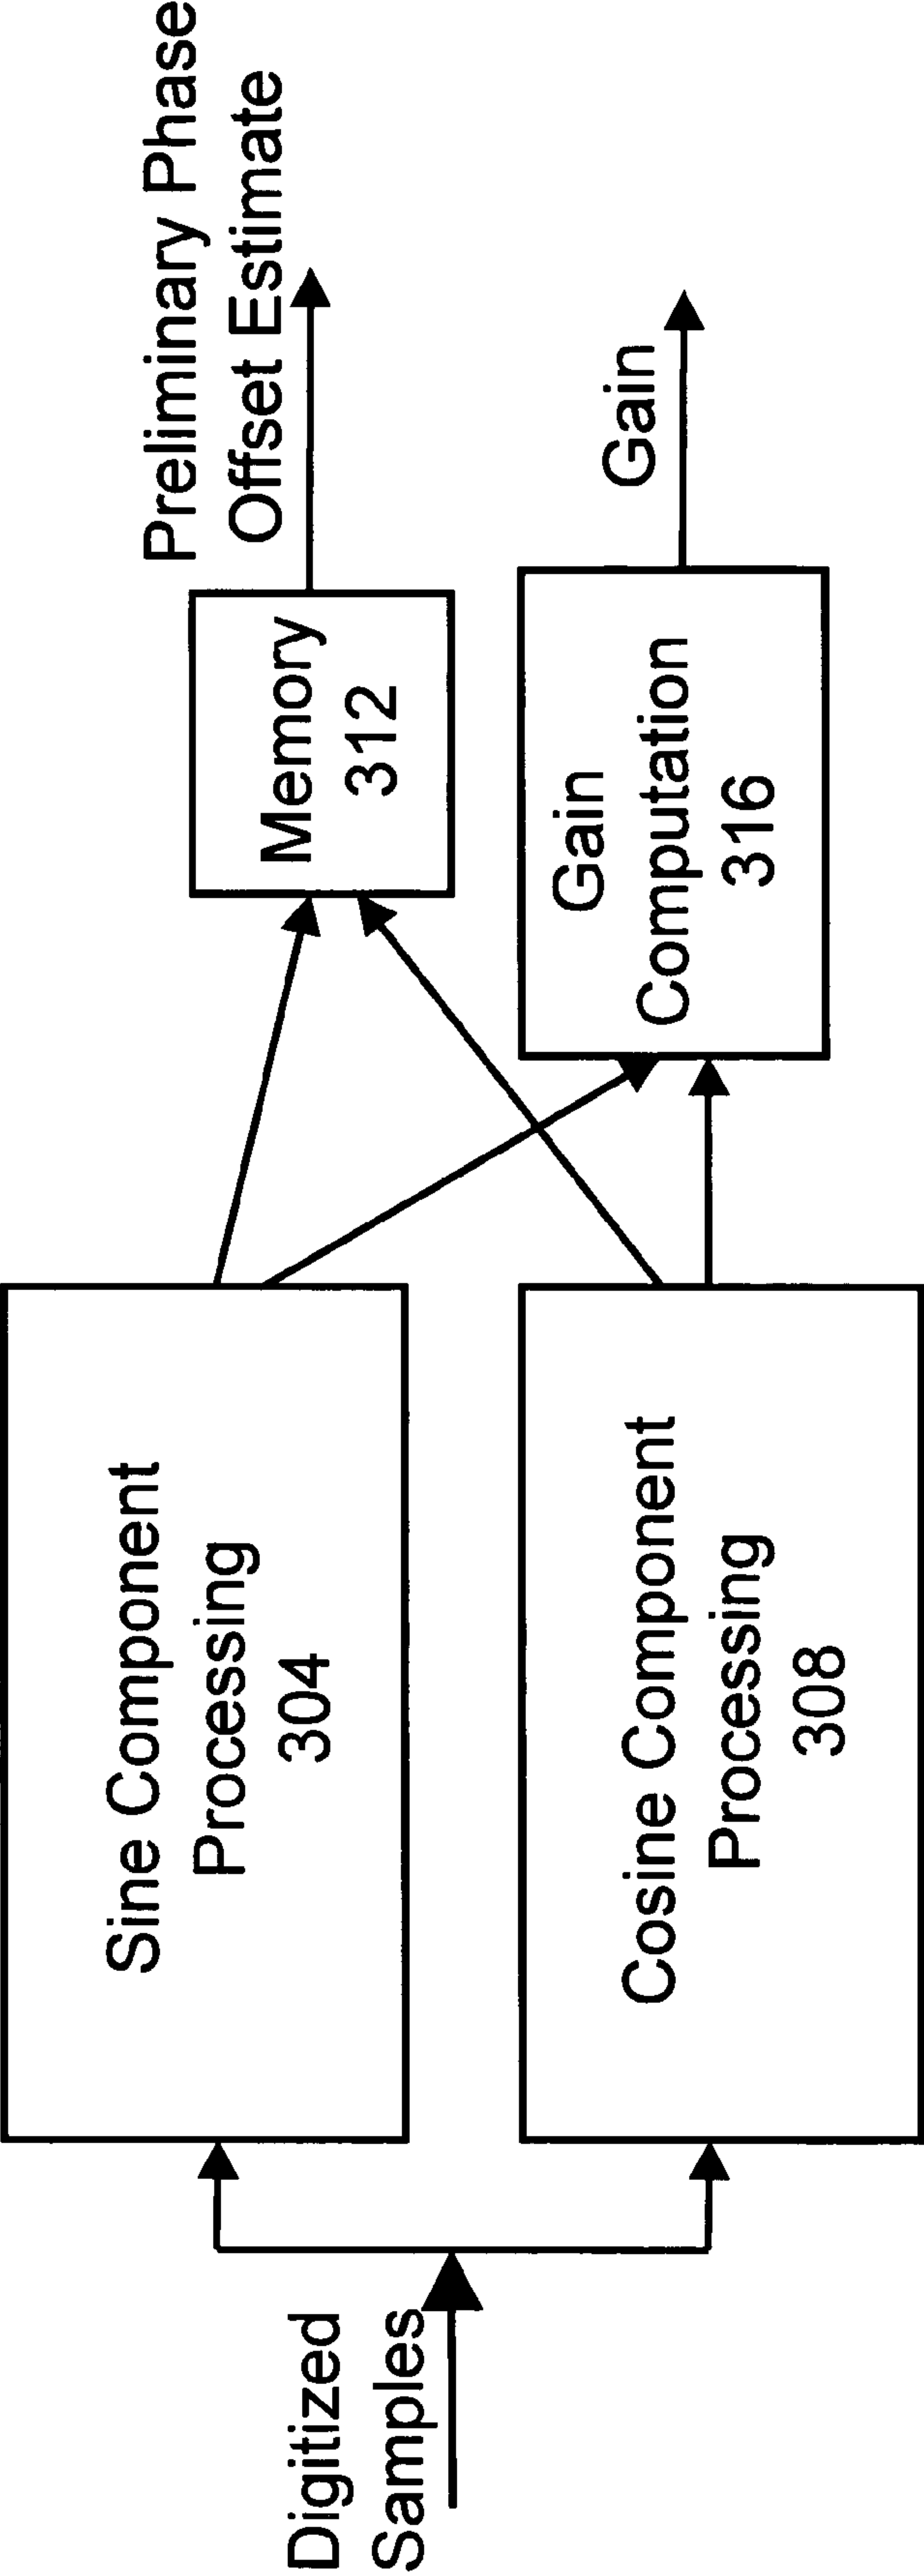 Digitized
Samples
Sine Component
Processing
304
Cosine Component
Processing
308
Memory
312
Gain
Computation
316
Preliminary Phase
Offset Estimate
Gain